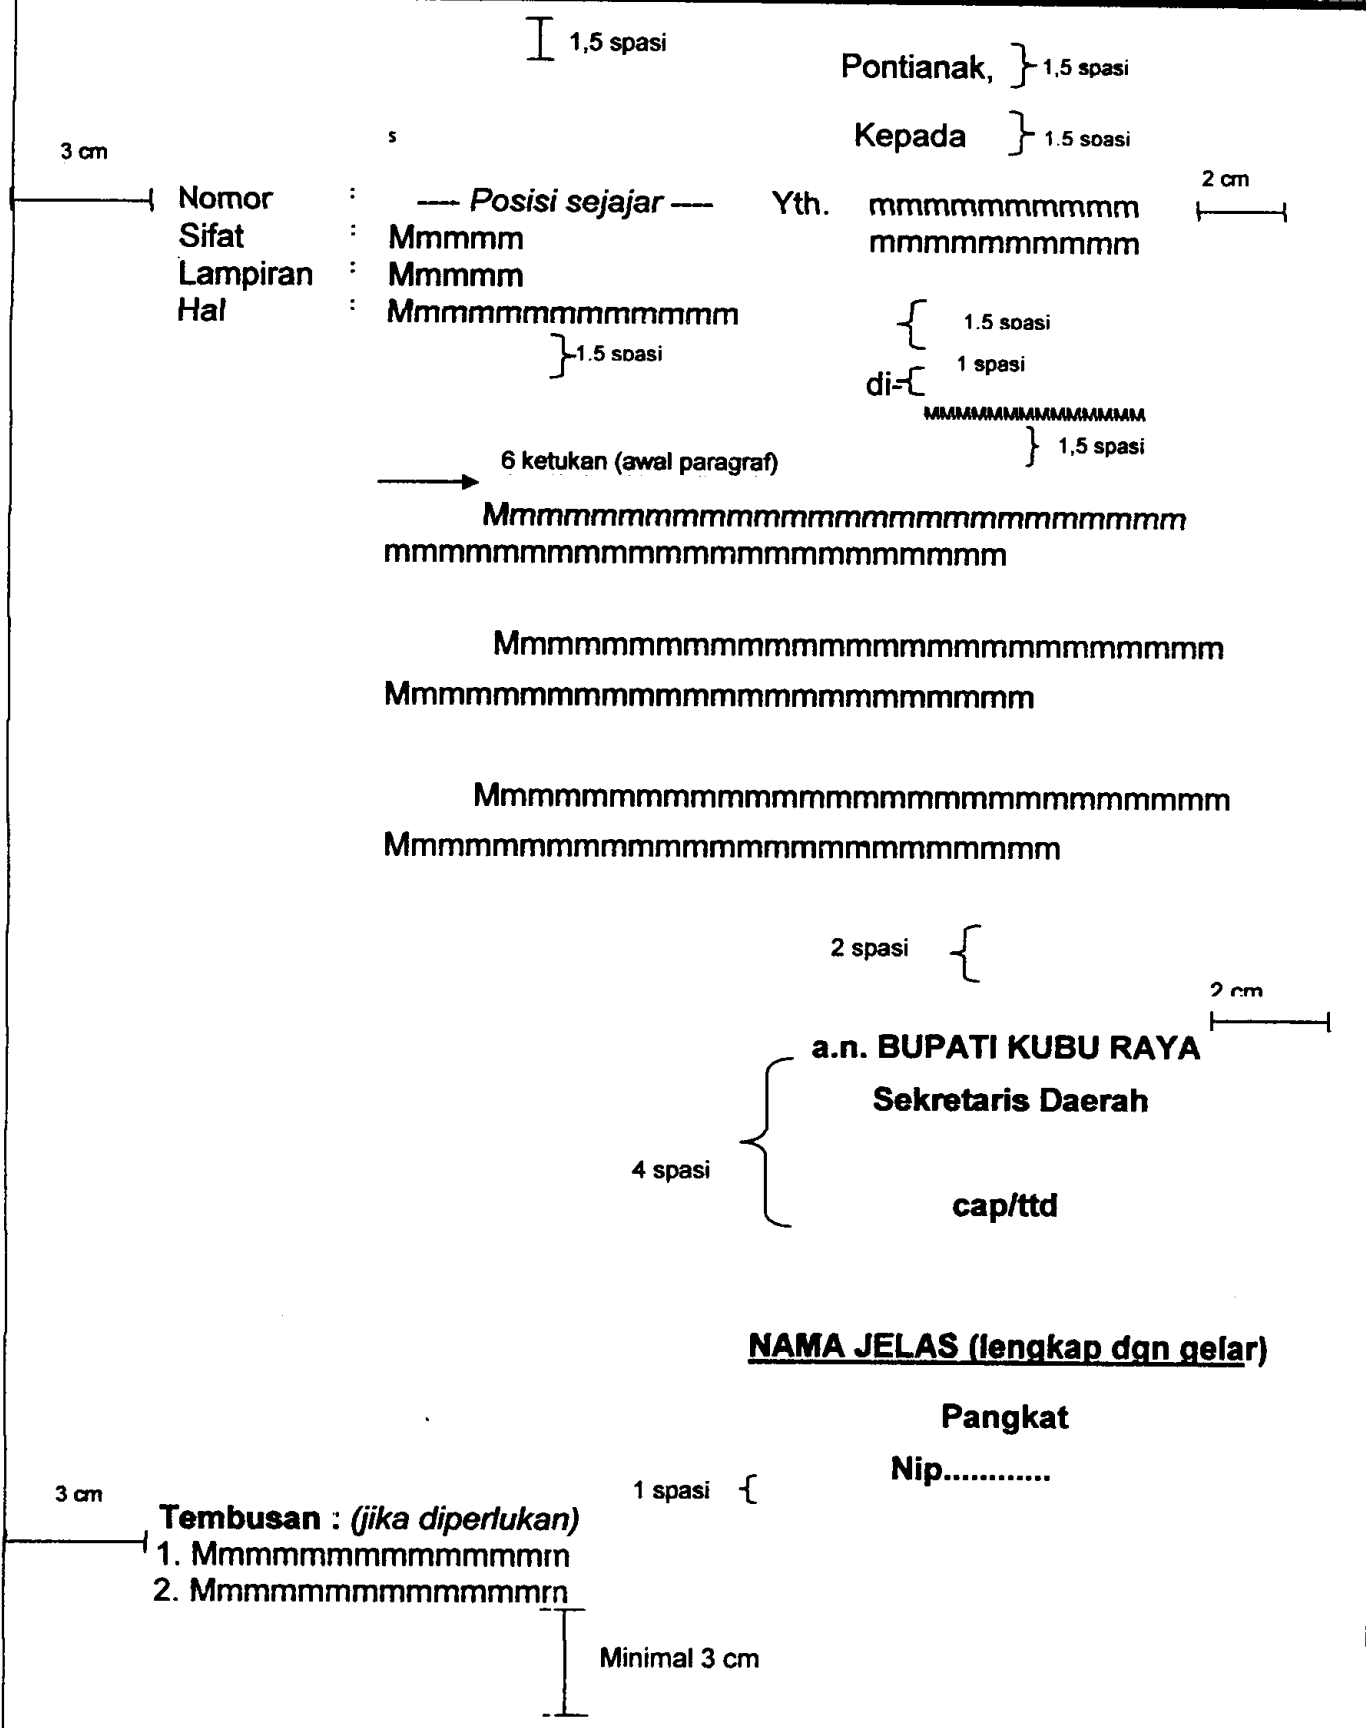 1,5 spasi
Pontianak, 1,5 spasi
s
Kepada 1.5 spasi
3 cm
2 cm
Nomor : ---- Posisi sejajar ---- Yth. mmmmmmmmmm
Sifat : Mmmmm mmmmmmmmmm
Lampiran : Mmmmm
Hal : Mmmmmmmmmmmmm
1.5 spasi
1.5 spasi
1 spasi
di-
MMMMMMMMMMMMMM
1,5 spasi
6 ketukan (awal paragraf)
Mmmmmmmmmmmmmmmmmmmmmmmmmm
mmmmmmmmmmmmmmmmmmmmmmm
Mmmmmmmmmmmmmmmmmmmmmmmmmmm
Mmmmmmmmmmmmmmmmmmmmmmmm
Mmmmmmmmmmmmmmmmmmmmmmmmmmmm
Mmmmmmmmmmmmmmmmmmmmmmmmm
2 spasi
2 cm
a.n. BUPATI KUBU RAYA
Sekretaris Daerah
4 spasi
cap/ttd
NAMA JELAS (lengkap dgn gelar)
Pangkat
Nip............
3 cm
1 spasi
Tembusan : (jika diperlukan)
1. Mmmmmmmmmmmmmm
2. Mmmmmmmmmmmmmm
Minimal 3 cm